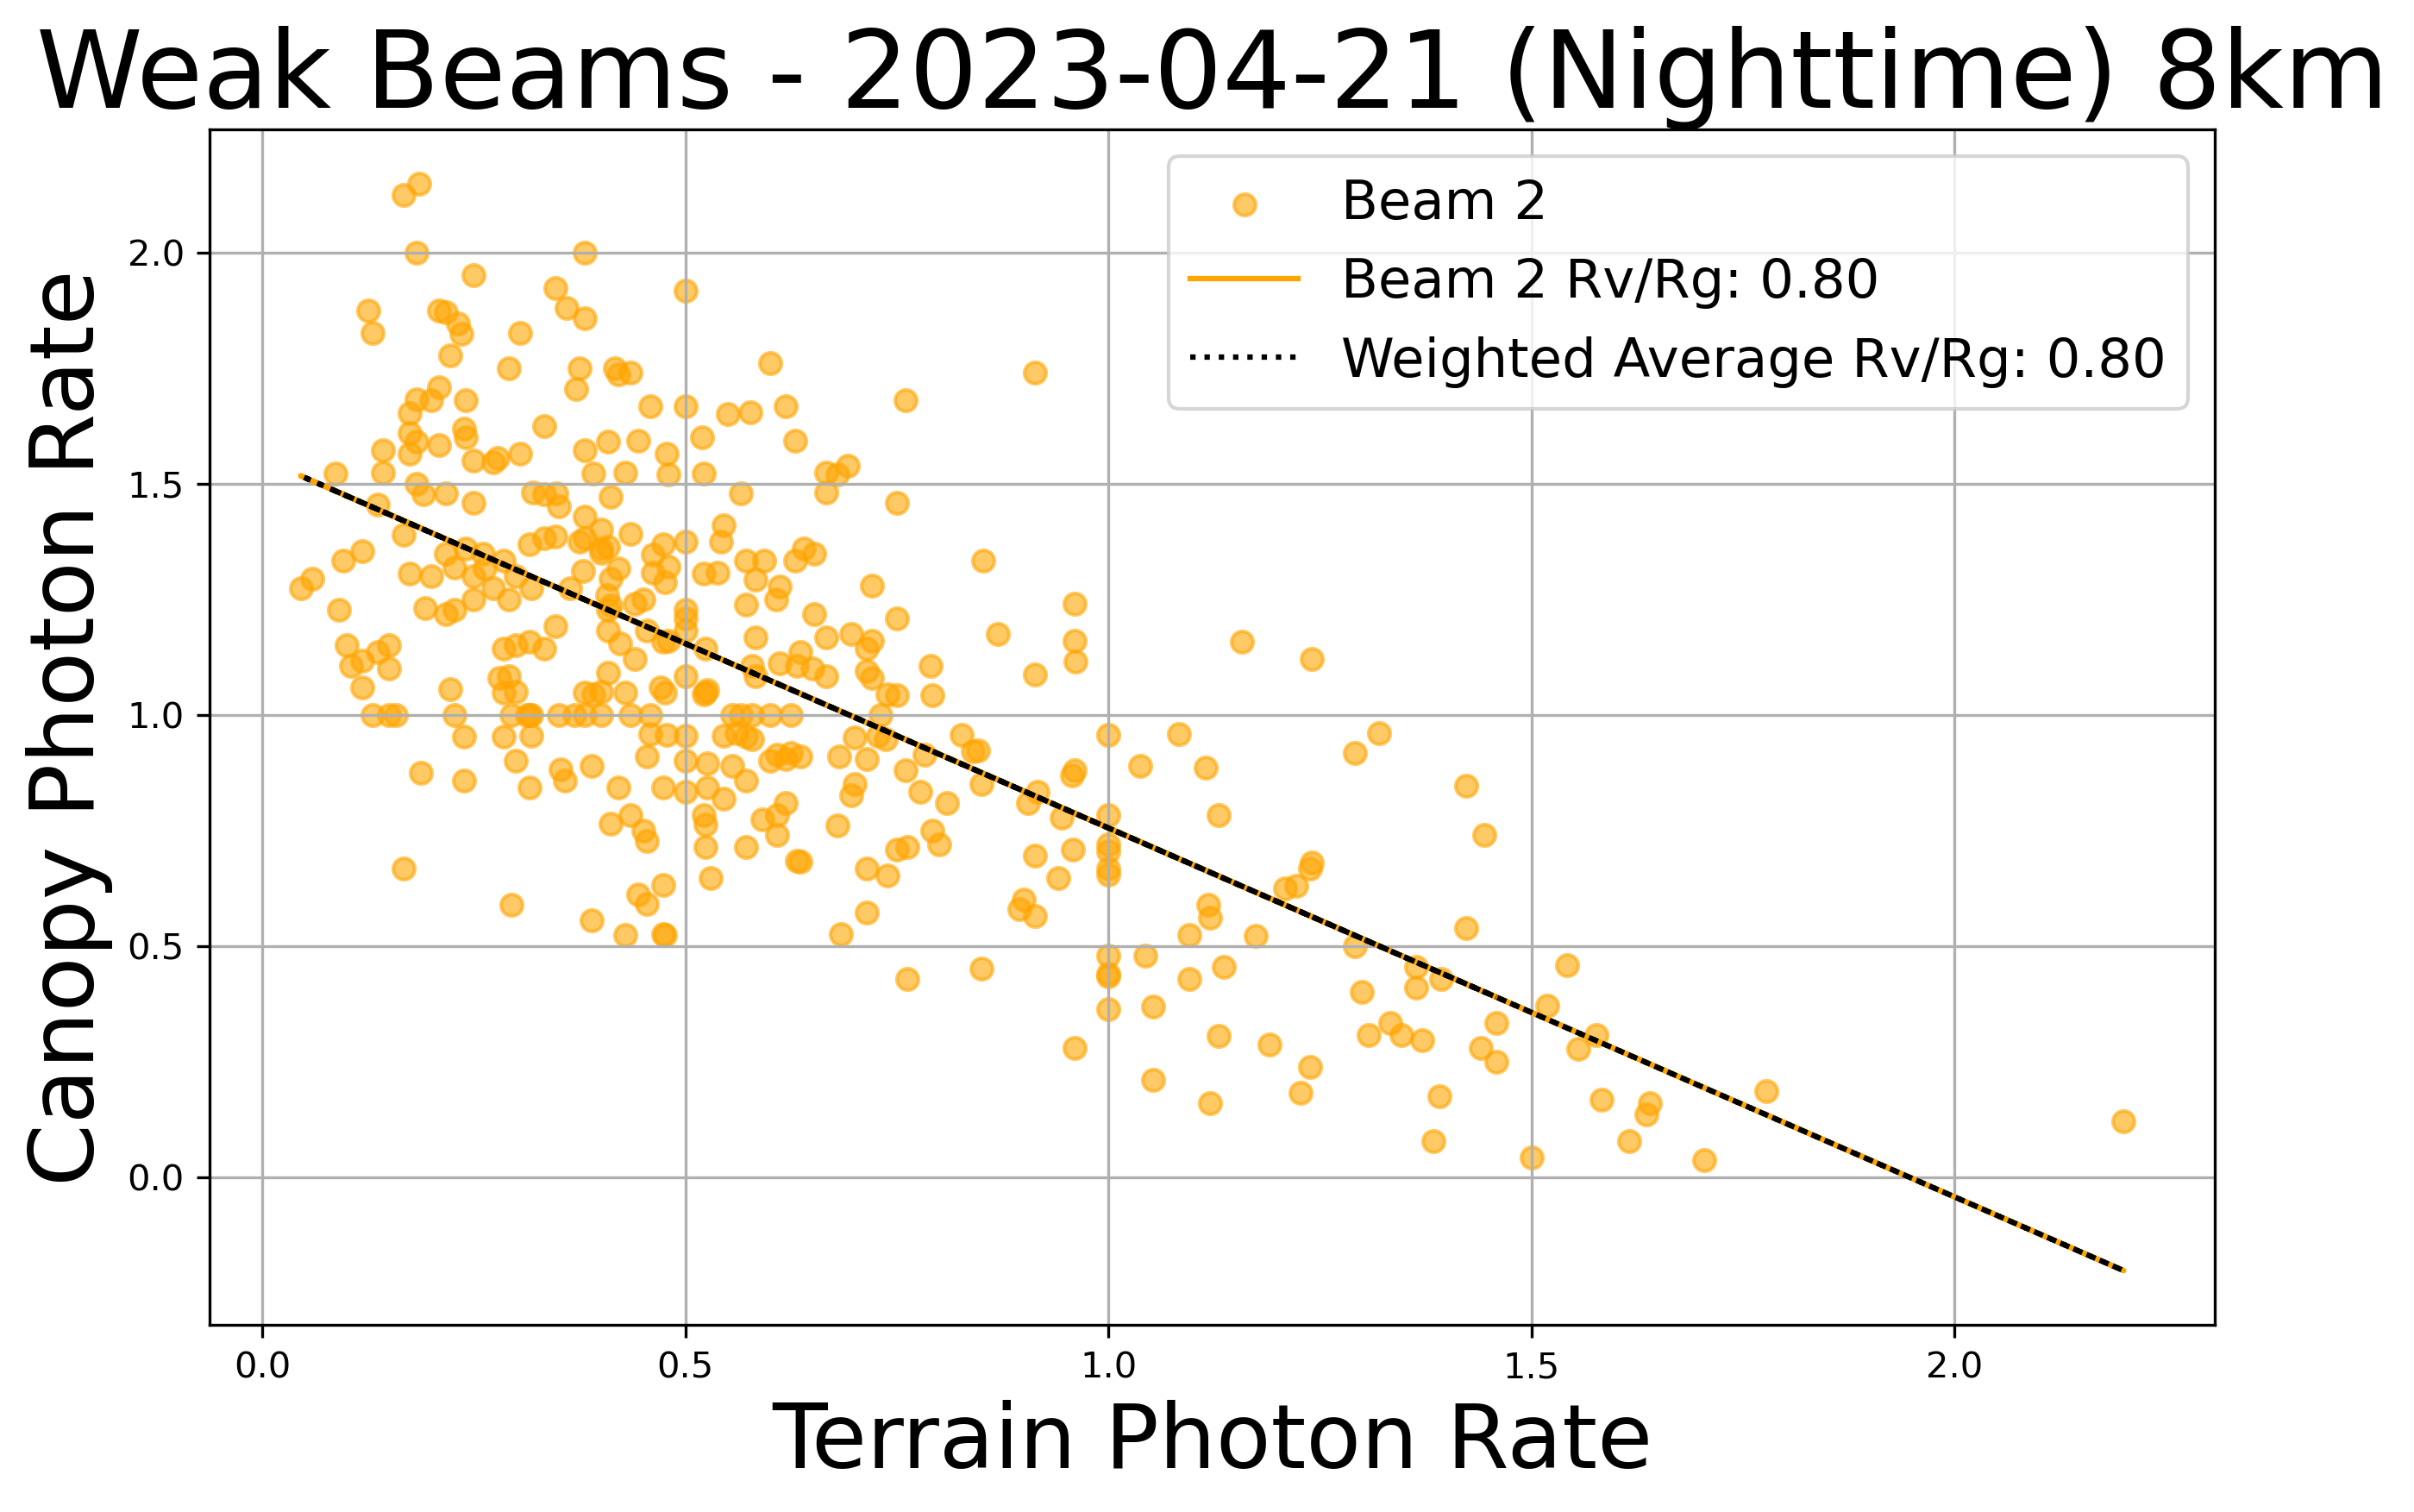 Weak Beams - 2023-04-21 (Nighttime) 8km
Beam 2
Beam 2 Rv/Rg: 0.80
Weighted Average Rv/Rg: 0.80
Canopy Photon Rate
2.0
1.5
1.0
0.5
0.0
0.0 0.5 1.0 1.5 2.0
Terrain Photon Rate